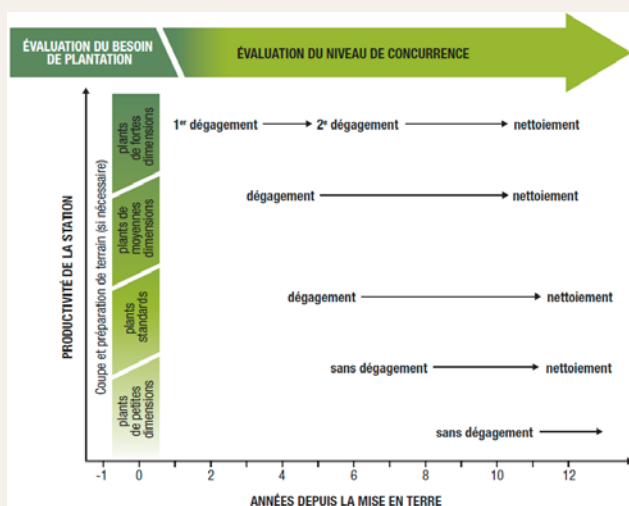 ÉVALUATION DU BESOIN
DE PLANTATION
ÉVALUATION DU NIVEAU DE CONCURRENCE
PRODUCTIVITÉ DE LA STATION
Coupe et préparation de terrain (si nécessaire)
plants
de fortes
dimensions
1er dégagement
2e dégagement
nettoiement
plants de
moyennes
dimensions
dégagement
nettoiement
plants
standards
dégagement
nettoiement
sans dégagement
nettoiement
plants
de petites
dimensions
sans dégagement
-1 0 2 4 6 8 10 12
ANNÉES DEPUIS LA MISE EN TERRE